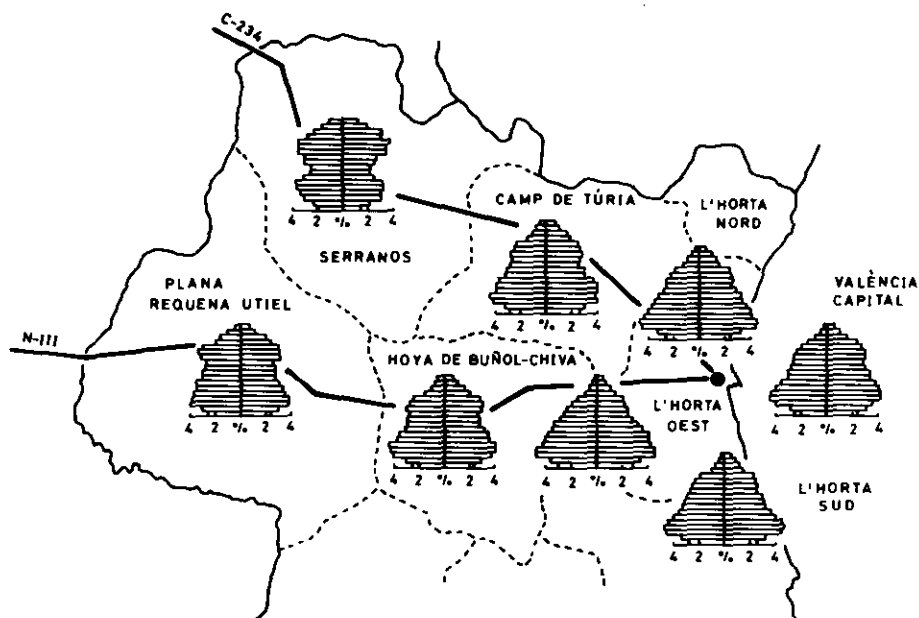 C-234
4 2 % 2 4
SERRANOS
CAMP DE TÚRIA
4 2 % 2 4
L'HORTA
NORD
4 2 % 2 4
VALÈNCIA
CAPITAL
4 2 % 2 4
PLANA
REQUENA UTIEL
N-III
4 2 % 2 4
HOYA DE BUÑOL-CHIVA
4 2 % 2 4
4 2 % 2 4
L'HORTA
OEST
L'HORTA
SUD
4 2 % 2 4